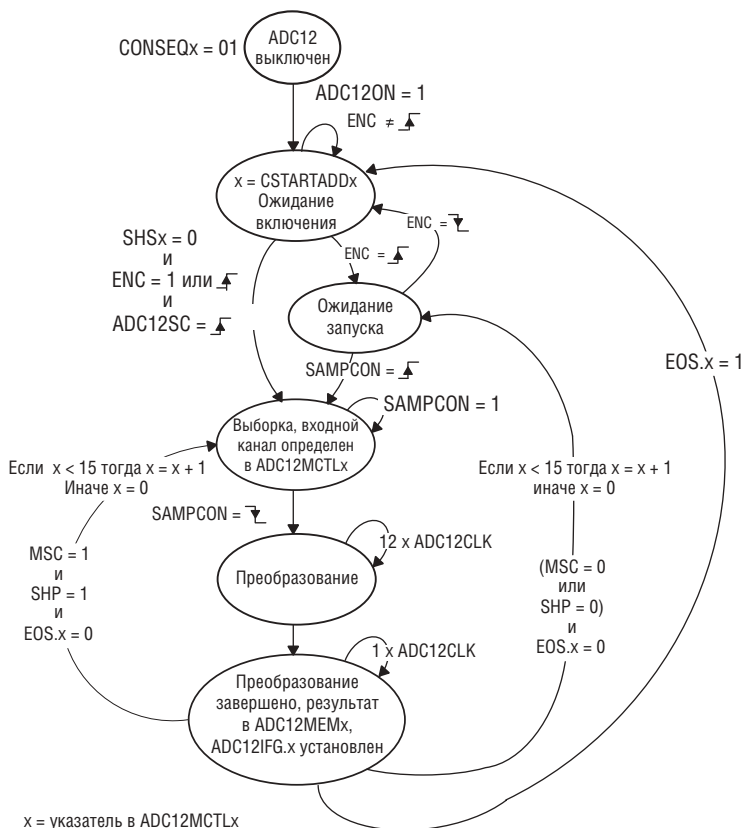 CONSEQx = 01
ADC12
выключен
ADC12ON = 1
ENC ≠
x = CSTARTADDx
Ожидание
включения
SHSx = 0
и
ENC = 1 или
и
ADC12SC =
ENC =
ENC =
Ожидание
запуска
SAMPCON =
EOS.x = 1
SAMPCON = 1
Выборка, входной
канал определен
в ADC12MCTLx
Если x < 15 тогда x = x + 1
Иначе x = 0
Если x < 15 тогда x = x + 1
иначе x = 0
SAMPCON =
12 x ADC12CLK
Преобразование
MSC = 1
и
SHP = 1
и
EOS.x = 0
(MSC = 0
или
SHP = 0)
и
EOS.x = 0
1 x ADC12CLK
Преобразование
завершено, результат
в ADC12MEMx,
ADC12IFG.x установлен
x = указатель в ADC12MCTLx